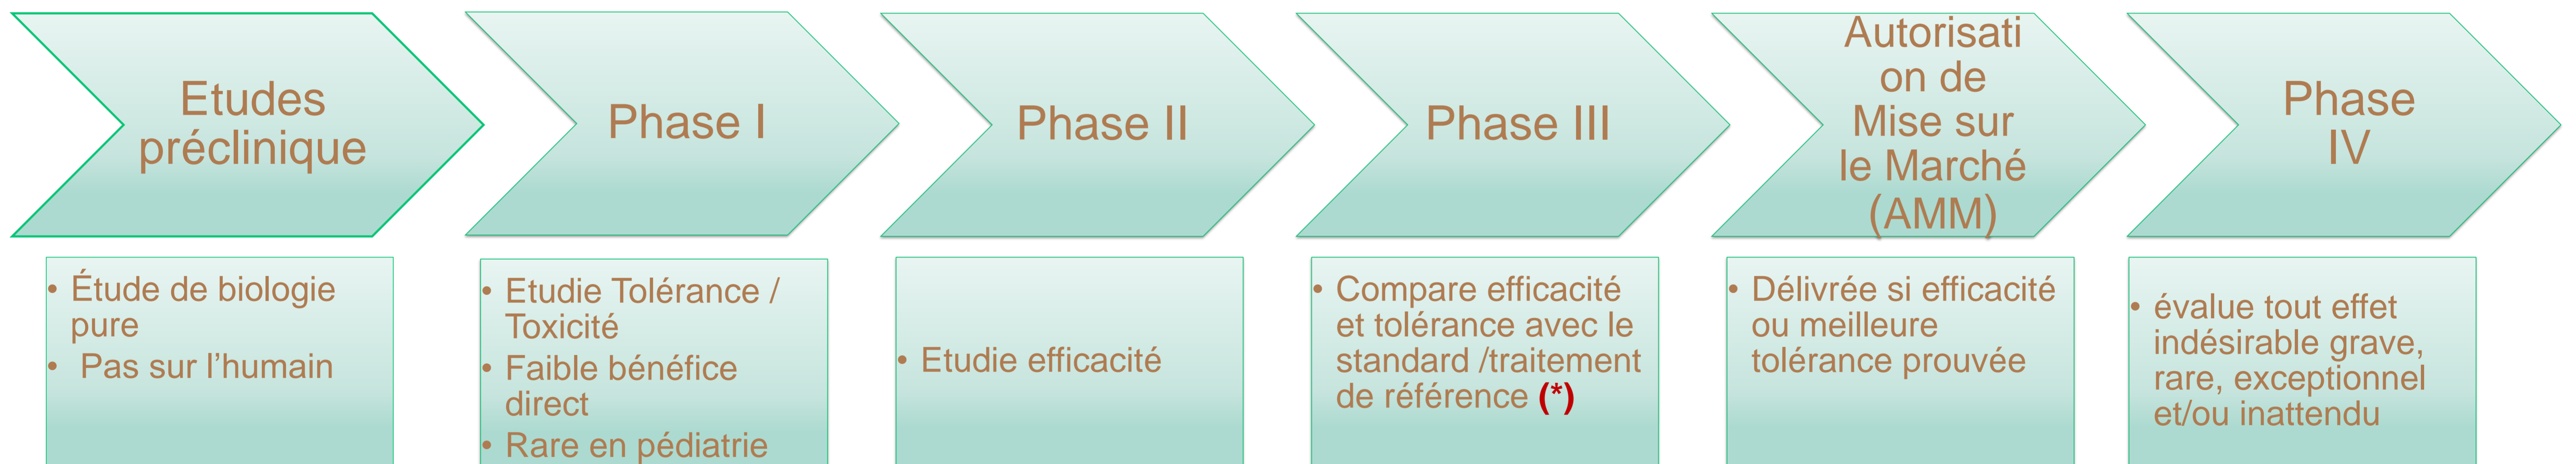 Etudes
préclinique
Phase I
Phase II
Phase III
Autorisati
on de
Mise sur
le Marché
(AMM)
Phase
IV
• Étude de biologie
pure
• Pas sur l’humain
• Etudie Tolérance /
Toxicité
• Faible bénéfice
direct
• Rare en pédiatrie
• Etudie efficacité
• Compare efficacité
et tolérance avec le
standard /traitement
de référence (*)
• Délivrée si efficacité
ou meilleure
tolérance prouvée
• évalue tout effet
indésirable grave,
rare, exceptionnel
et/ou inattendu